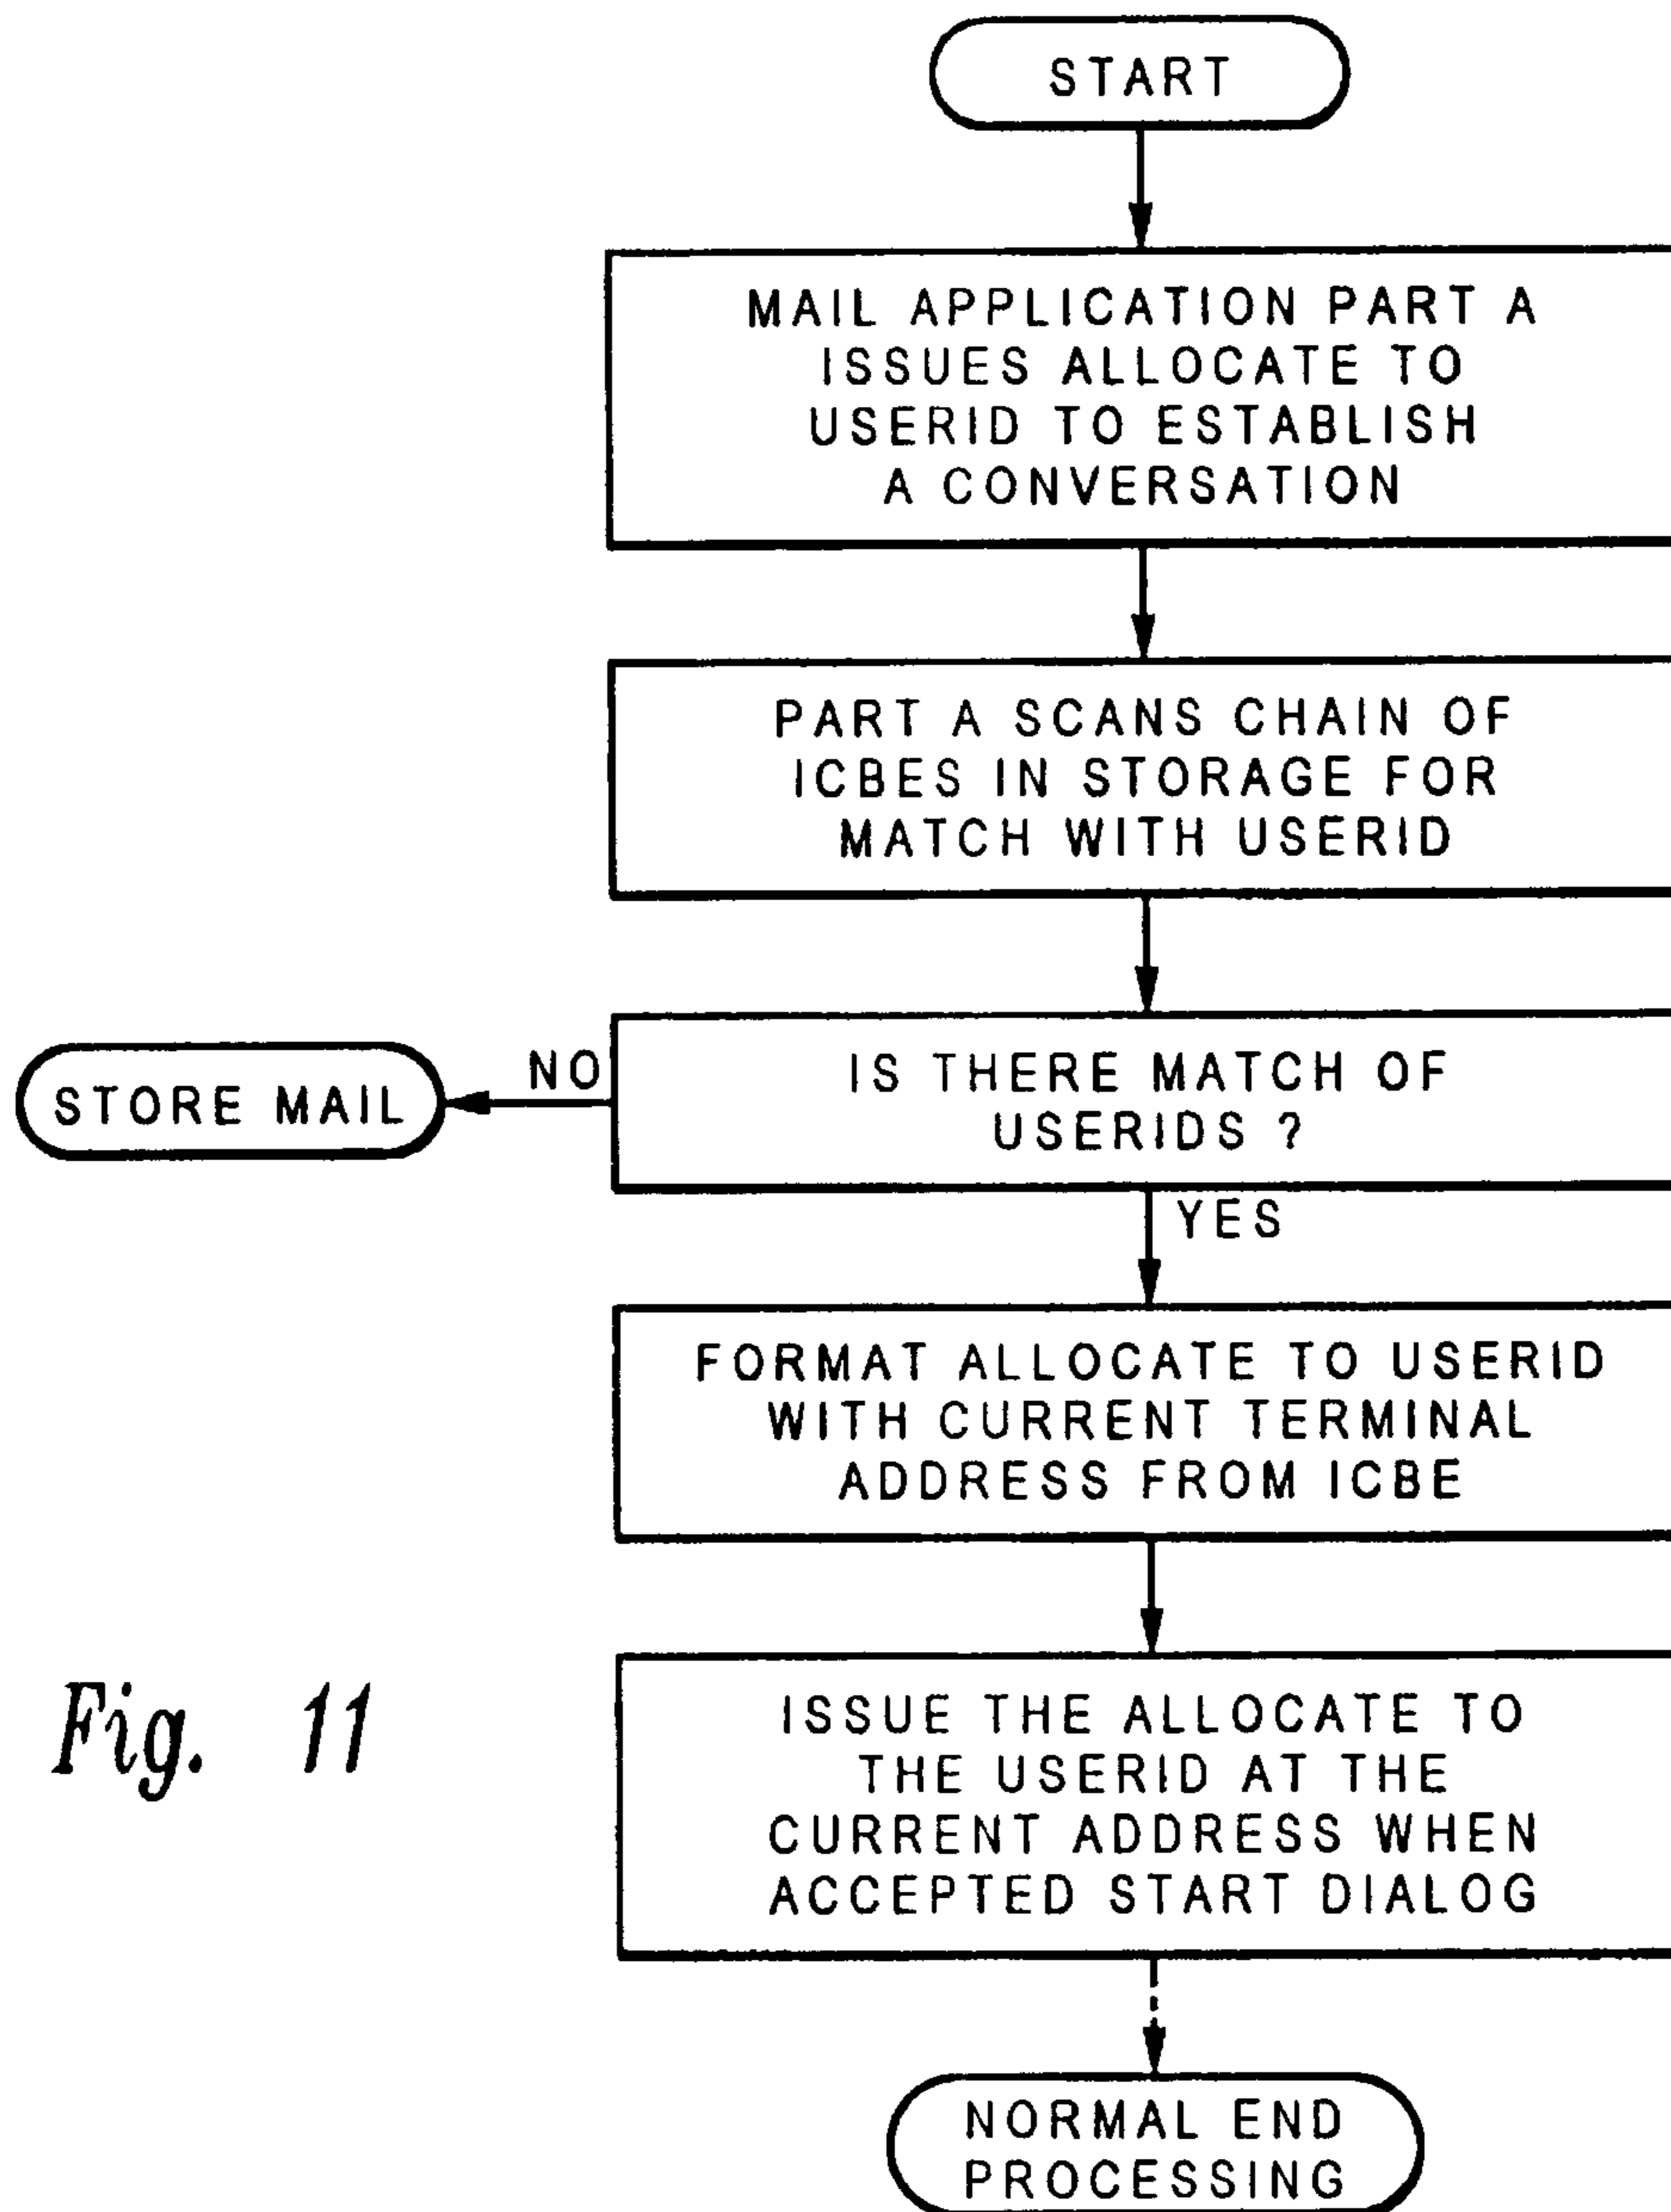 START
MAIL APPLICATION PART A
ISSUES ALLOCATE TO
USERID TO ESTABLISH
A CONVERSATION
PART A SCANS CHAIN OF
ICBES IN STORAGE FOR
MATCH WITH USERID
IS THERE MATCH OF
USERIDS ?
NO
STORE MAIL
YES
FORMAT ALLOCATE TO USERID
WITH CURRENT TERMINAL
ADDRESS FROM ICBE
ISSUE THE ALLOCATE TO
THE USERID AT THE
CURRENT ADDRESS WHEN
ACCEPTED START DIALOG
NORMAL END
PROCESSING
Fig. 11